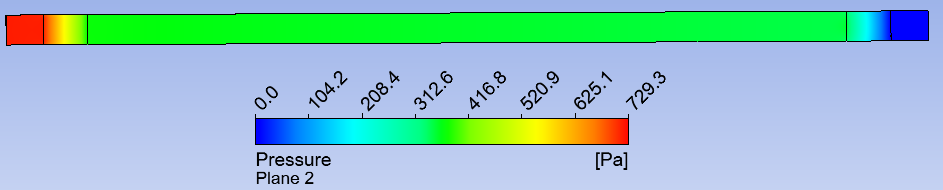 0.0 104.2 208.4 312.6 416.8 520.9 625.1 729.3
Pressure [Pa]
Plane 2